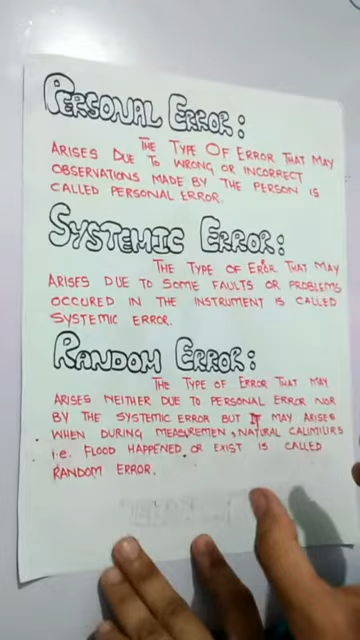 PERSONAL ERROR:
THE TYPE OF ERROR THAT MAY
ARISES DUE TO WRONG OR INCORRECT
OBSERVATIONS MADE BY THE PERSON IS
CALLED PERSONAL ERROR.
SYSTEMIC ERROR:
THE TYPE OF EROR THAT MAY
ARISES DUE TO SOME FAULTS OR PROBLEMS
OCCURED IN THE INSTRUMENT IS CALLED
SYSTEMIC ERROR.
RANDOM ERROR:
THE TYPE OF ERROR THAT MAY
ARISES NEITHER DUE TO PERSONAL ERROR NOR
BY THE SYSTEMIC ERROR BUT IT MAY ARISES
WHEN DURING MEASUREMEN, NATURAL CALIMITIRS
i.e. FLOOD HAPPENED OR EXIST IS CALLED
RANDOM ERROR.